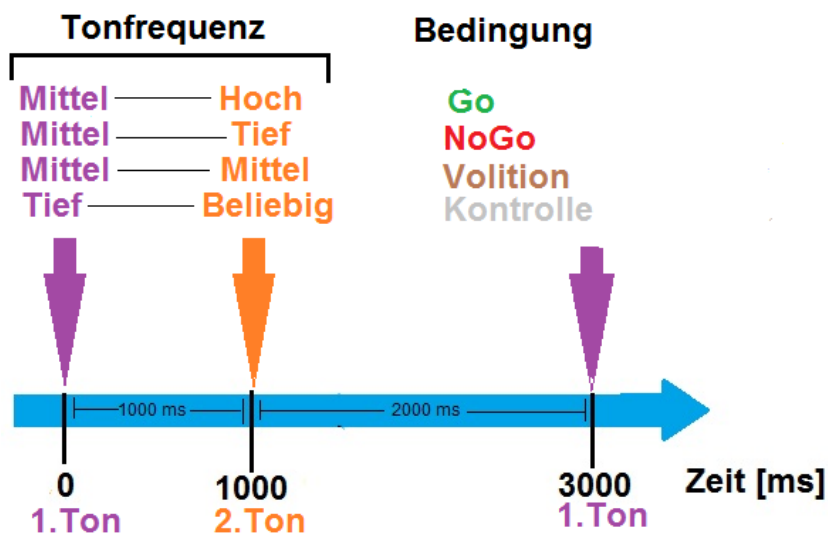 Tonfrequenz Bedingung
Mittel Hoch Go
Mittel Tief NoGo
Mittel Mittel Volition
Tief Beliebig Kontrolle
1000 ms 2000 ms
0 1000 3000 Zeit [ms]
1.Ton 2.Ton 1.Ton